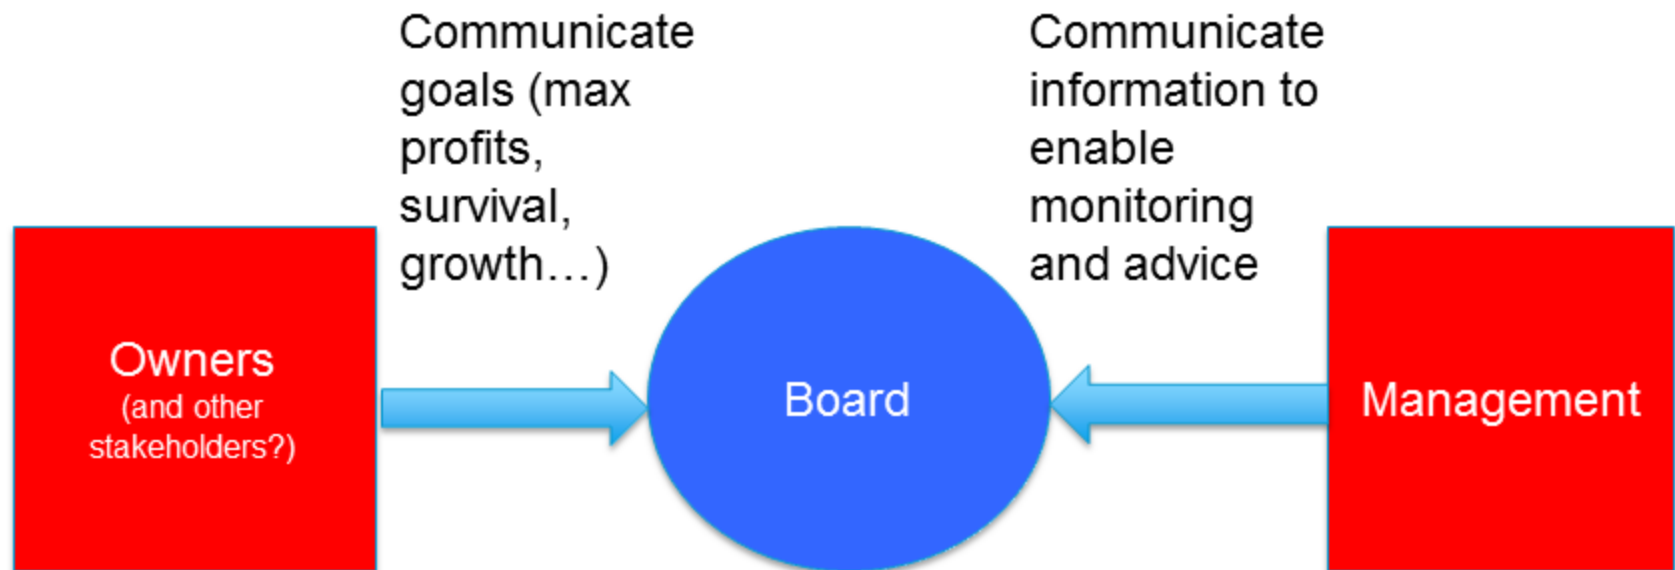 Communicate
goals (max
profits,
survival,
growth…)
Communicate
information to
enable
monitoring
and advice
Owners
(and other
stakeholders?)
Board
Management